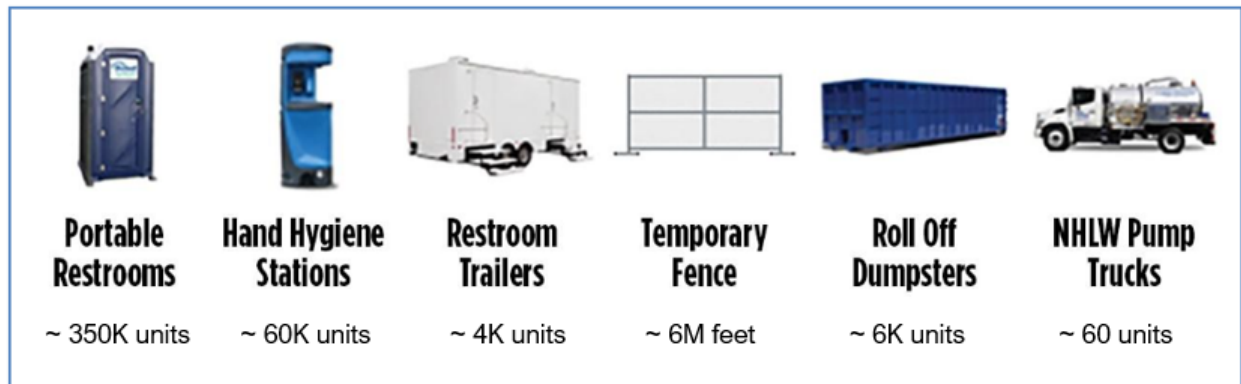 Portable
Restrooms
~ 350K units
Hand Hygiene
Stations
~ 60K units
Restroom
Trailers
~ 4K units
Temporary
Fence
~ 6M feet
Roll Off
Dumpsters
~ 6K units
NHLW Pump
Trucks
~ 60 units